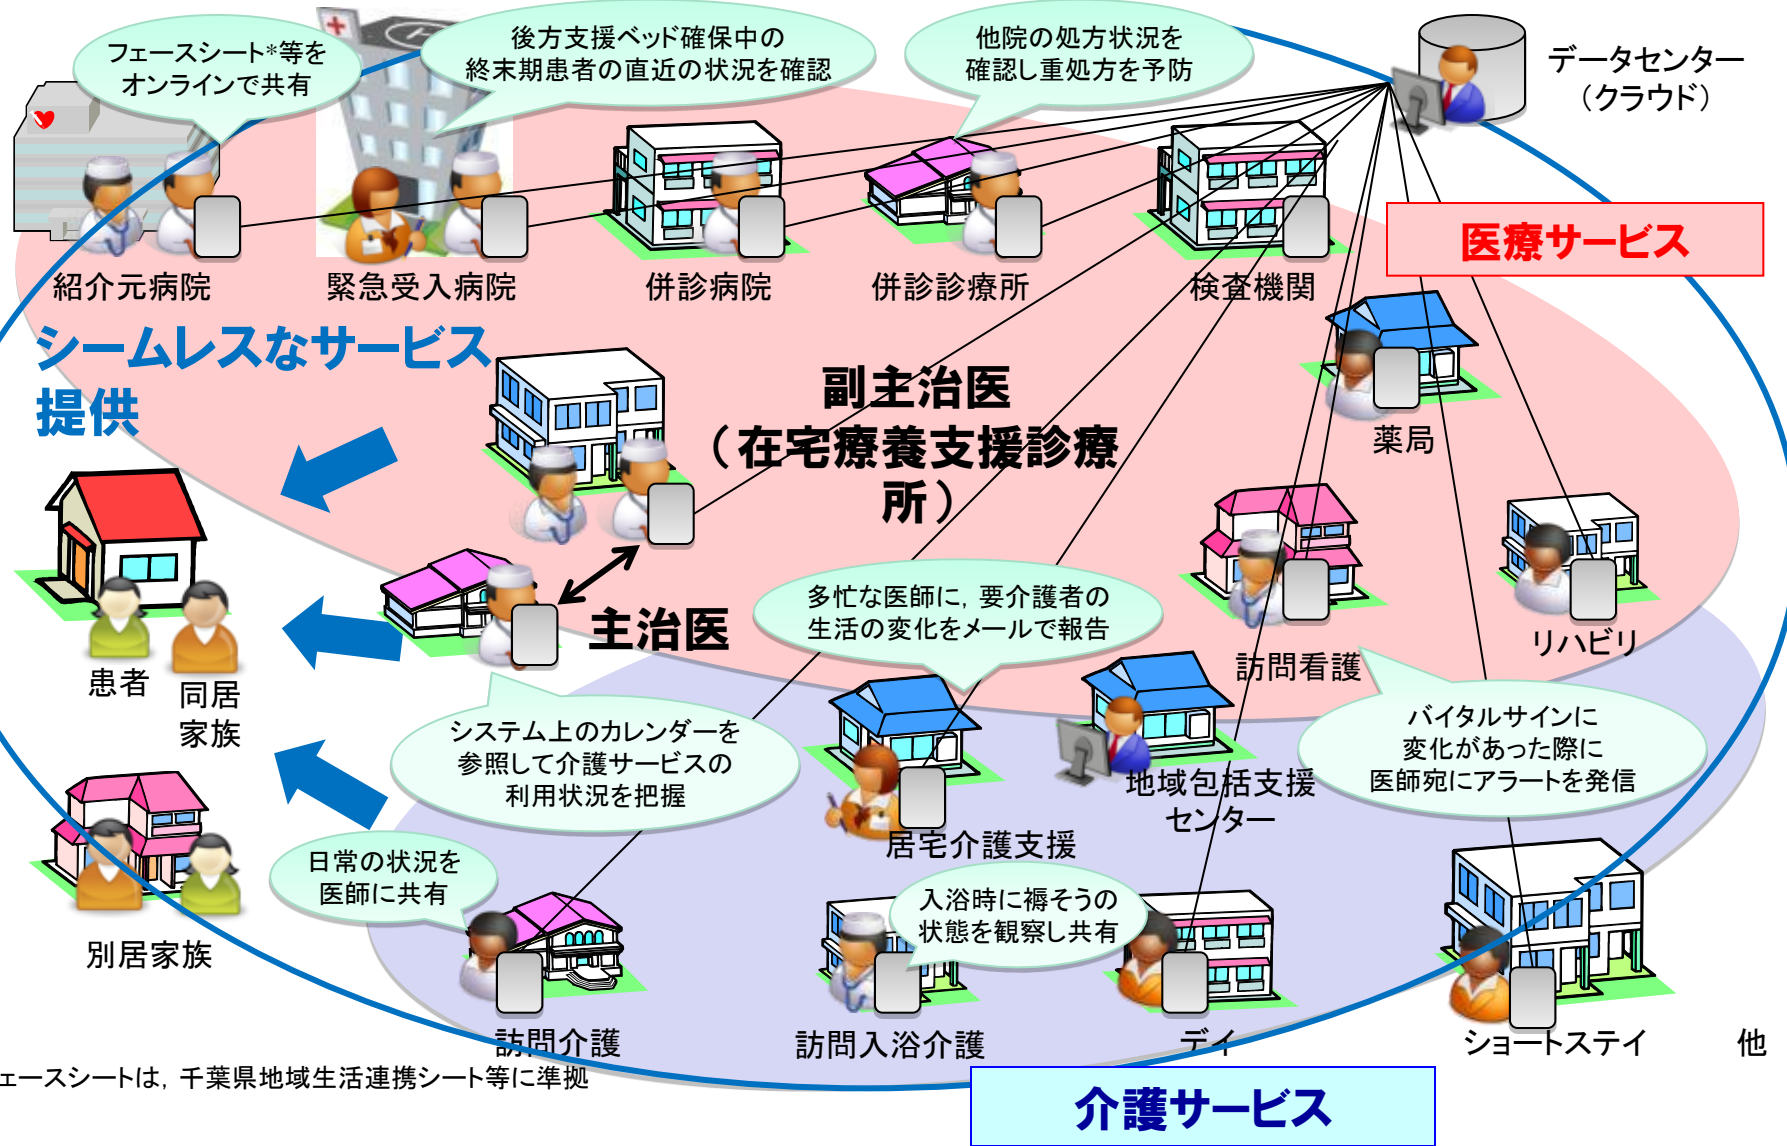 フェースシート*等を
オンラインで共有
後方支援ベッド確保中の
終末期患者の直近の状況を確認
他院の処方状況を
確認し重処方を予防
データセンター
（クラウド）
医療サービス
紹介元病院
緊急受入病院
併診病院
併診診療所
検査機関
シームレスなサービス
提供
副主治医
（在宅療養支援診療
所）
薬局
主治医
多忙な医師に，要介護者の
生活の変化をメールで報告
訪問看護
リハビリ
患者
同居
家族
システム上のカレンダーを
参照して介護サービスの
利用状況を把握
バイタルサインに
変化があった際に
医師宛にアラートを発信
地域包括支援
センター
居宅介護支援
日常の状況を
医師に共有
入浴時に褥そうの
状態を観察し共有
別居家族
訪問介護
訪問入浴介護
デイ
ショートステイ
他
ェースシートは，千葉県地域生活連携シート等に準拠
介護サービス